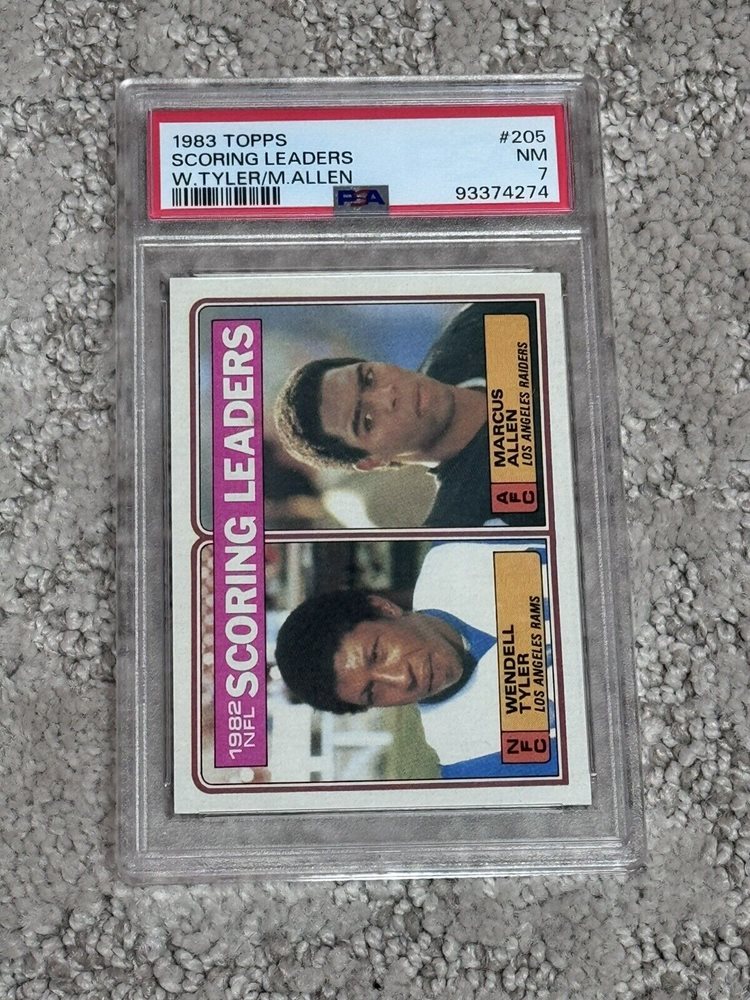 1983 TOPPS #205
SCORING LEADERS NM
W.TYLER/M.ALLEN 7
PSA 93374274
1982
NFL SCORING LEADERS
NFC
WENDELL
TYLER
LOS ANGELES RAMS
AFC
MARCUS
ALLEN
LOS ANGELES RAIDERS